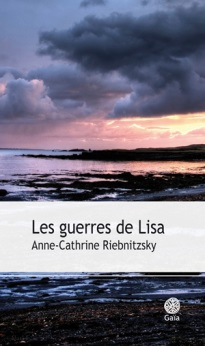 Les guerres de Lisa
Anne-Cathrine Riebnitzsky
Gaïa